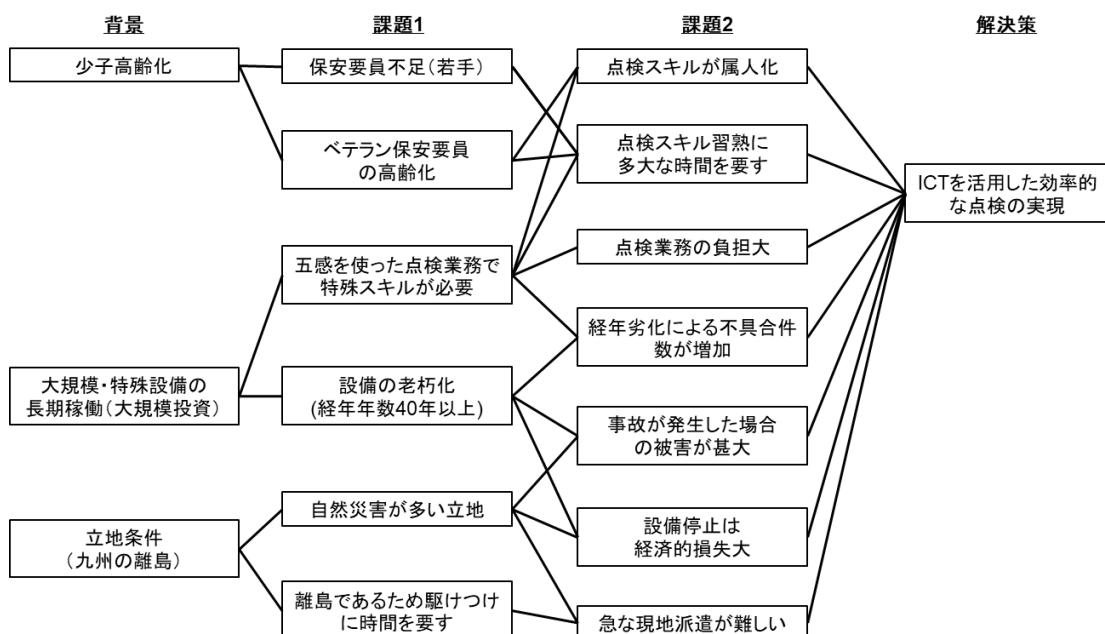 背景
課題1
課題2
解決策
少子高齢化
保安要員不足(若手)
点検スキルが属人化
ベテラン保安要員
の高齢化
点検スキル習熟に
多大な時間を要す
ICTを活用した効率的
な点検の実現
五感を使った点検業務で
特殊スキルが必要
点検業務の負担大
経年劣化による不具合件
数が増加
大規模・特殊設備の
長期稼働(大規模投資)
設備の老朽化
(経年年数40年以上)
事故が発生した場合
の被害が甚大
自然災害が多い立地
設備停止は
経済的損失大
立地条件
(九州の離島)
離島であるため駆けつけ
に時間を要す
急な現地派遣が難しい